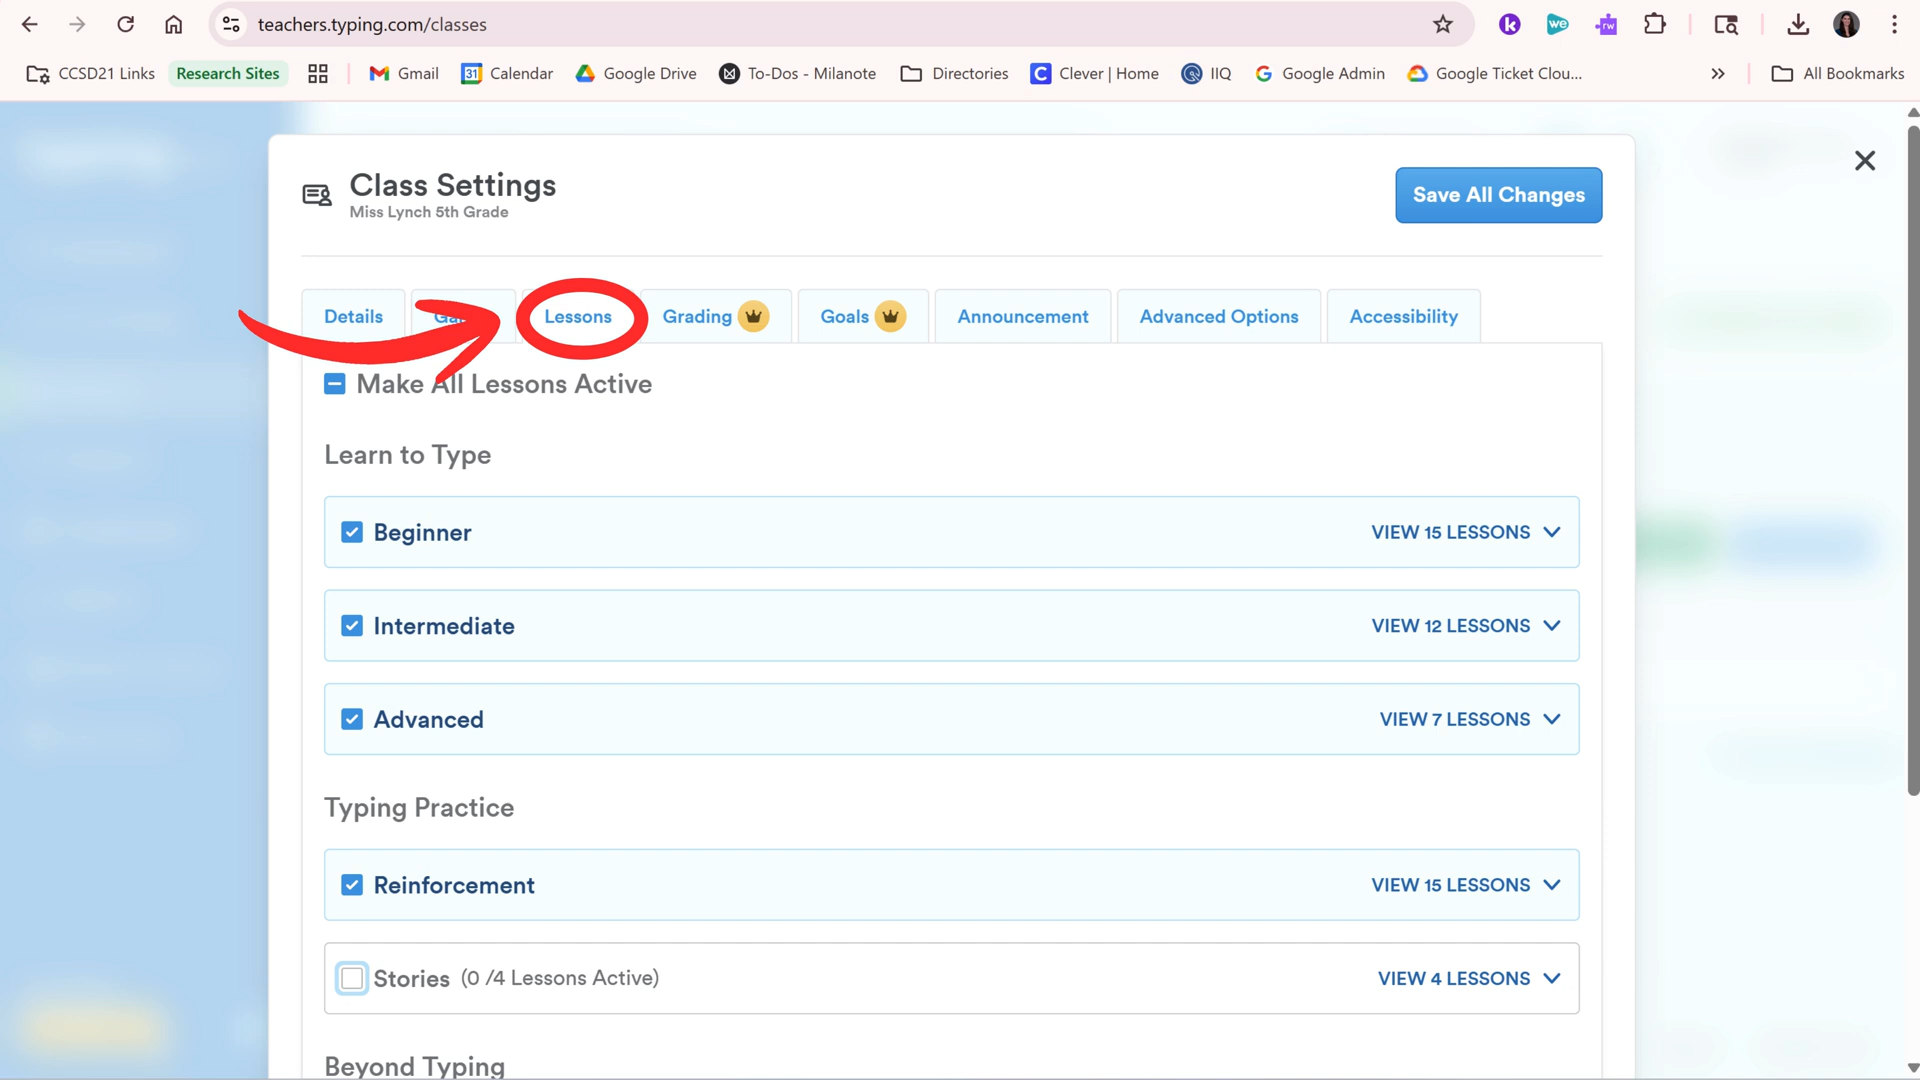 teachers.typing.com/classes
CCSD21 Links
Research Sites
Gmail
31
Calendar
Google Drive
To-Dos - Milanote
Directories
C
Clever | Home
IIQ
Google Admin
Google Ticket Clou...
All Bookmarks
k
we
rw
Class Settings
Miss Lynch 5th Grade
Save All Changes
Details
Lessons
Grading
Goals
Announcement
Advanced Options
Accessibility
Make All Lessons Active
Learn to Type
Beginner
VIEW 15 LESSONS
Intermediate
VIEW 12 LESSONS
Advanced
VIEW 7 LESSONS
Typing Practice
Reinforcement
VIEW 15 LESSONS
Stories (0 /4 Lessons Active)
VIEW 4 LESSONS
Beyond Typing